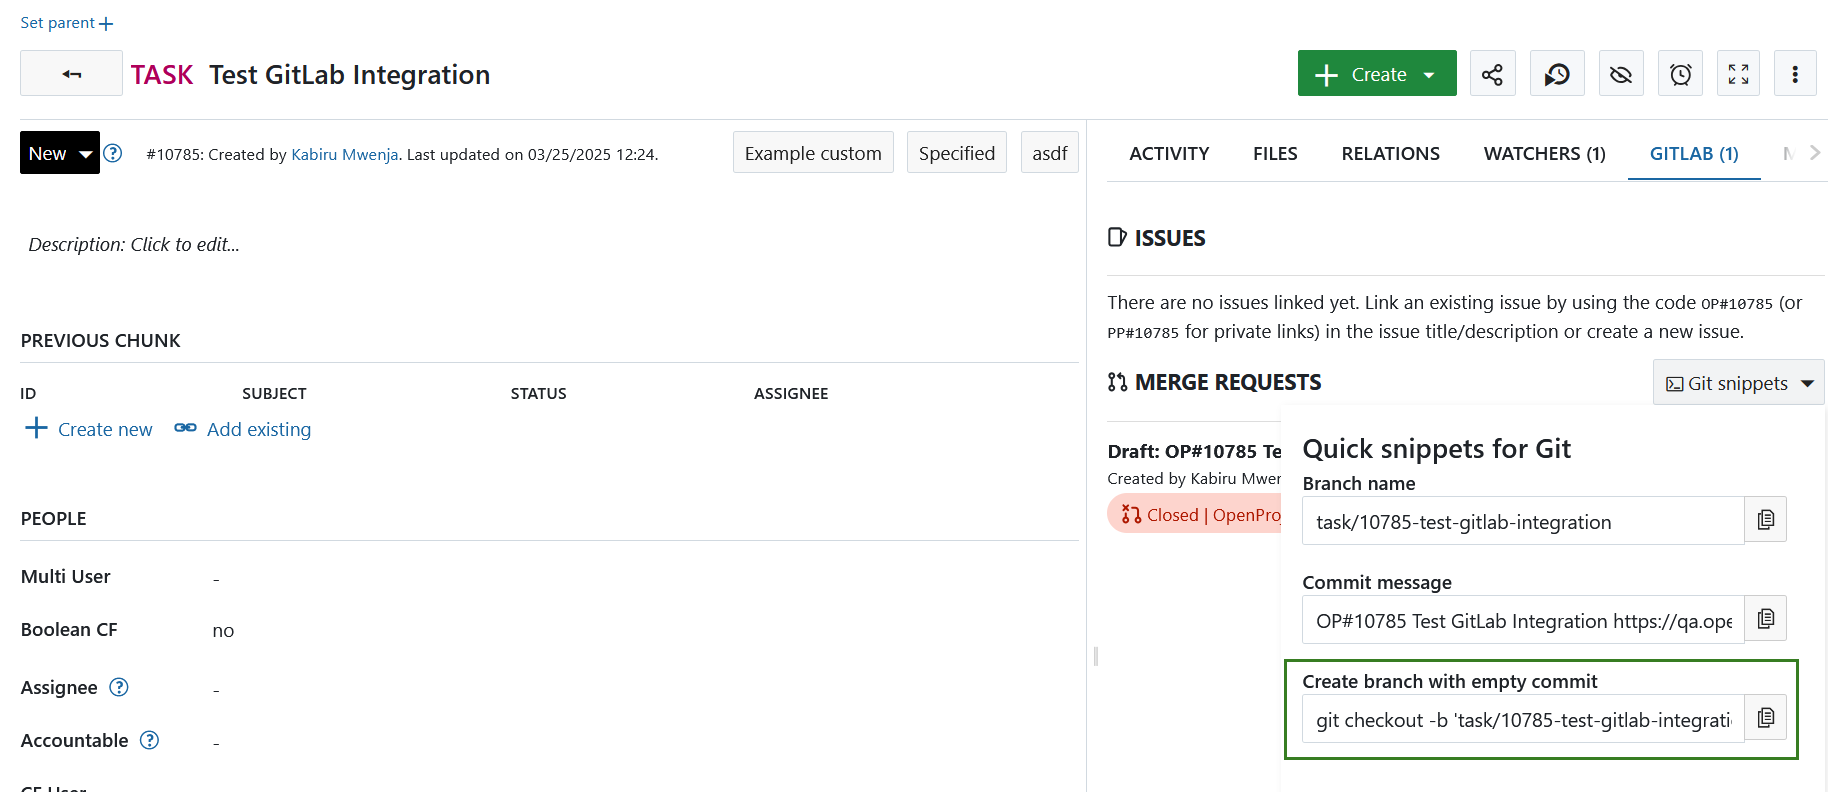 Set parent
TASK Test GitLab Integration
Create
New
#10785: Created by Kabiru Mwenja. Last updated on 03/25/2025 12:24.
Example custom
Specified
asdf
ACTIVITY
FILES
RELATIONS
WATCHERS (1)
GITLAB (1)
Description: Click to edit...
PREVIOUS CHUNK
ID SUBJECT STATUS ASSIGNEE
Create new
Add existing
PEOPLE
Multi User -
Boolean CF no
Assignee ? -
Accountable ? -
CF User
ISSUES
There are no issues linked yet. Link an existing issue by using the code OP#10785 (or
PP#10785 for private links) in the issue title/description or create a new issue.
MERGE REQUESTS
Git snippets
Draft: OP#10785 Te
Created by Kabiru Mwen
Closed | OpenPro
Quick snippets for Git
Branch name
task/10785-test-gitlab-integration
Commit message
OP#10785 Test GitLab Integration https://qa.ope
Create branch with empty commit
git checkout -b 'task/10785-test-gitlab-integrati